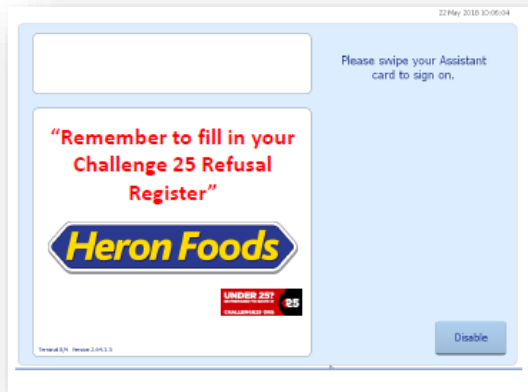 22 May 2018 10:06:04
Please swipe your Assistant
card to sign on.
“Remember to fill in your
Challenge 25 Refusal
Register”
Heron Foods
UNDER 25?
25
Disable